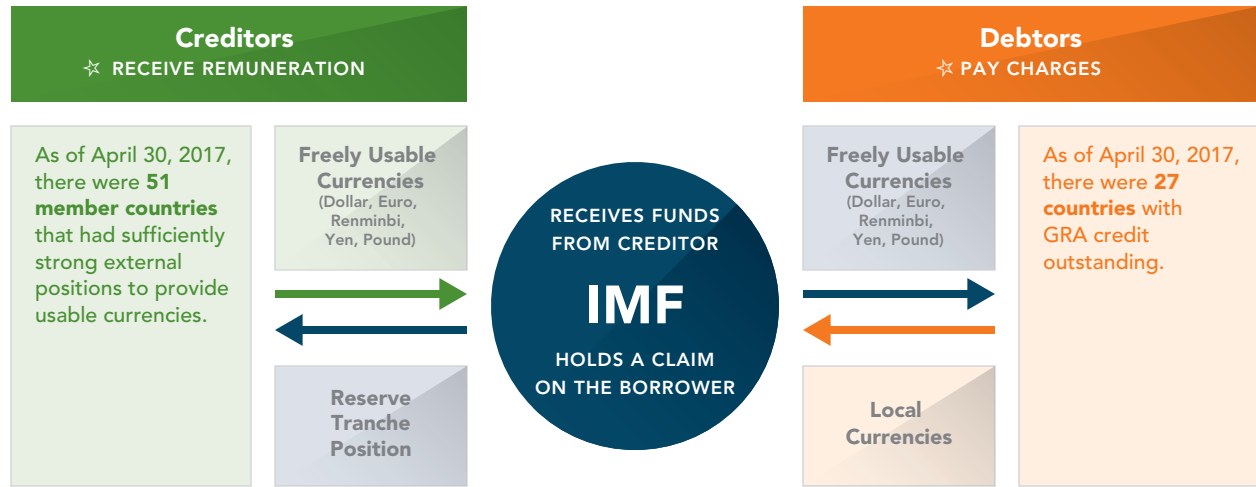 Creditors
☆ RECEIVE REMUNERATION
As of April 30, 2017,
there were 51
member countries
that had sufficiently
strong external
positions to provide
usable currencies.
Freely Usable
Currencies
(Dollar, Euro,
Renminbi,
Yen, Pound)
Reserve
Tranche
Position
RECEIVES FUNDS
FROM CREDITOR
IMF
HOLDS A CLAIM
ON THE BORROWER
Debtors
☆ PAY CHARGES
Freely Usable
Currencies
(Dollar, Euro,
Renminbi,
Yen, Pound)
Local
Currencies
As of April 30, 2017,
there were 27
countries with
GRA credit
outstanding.